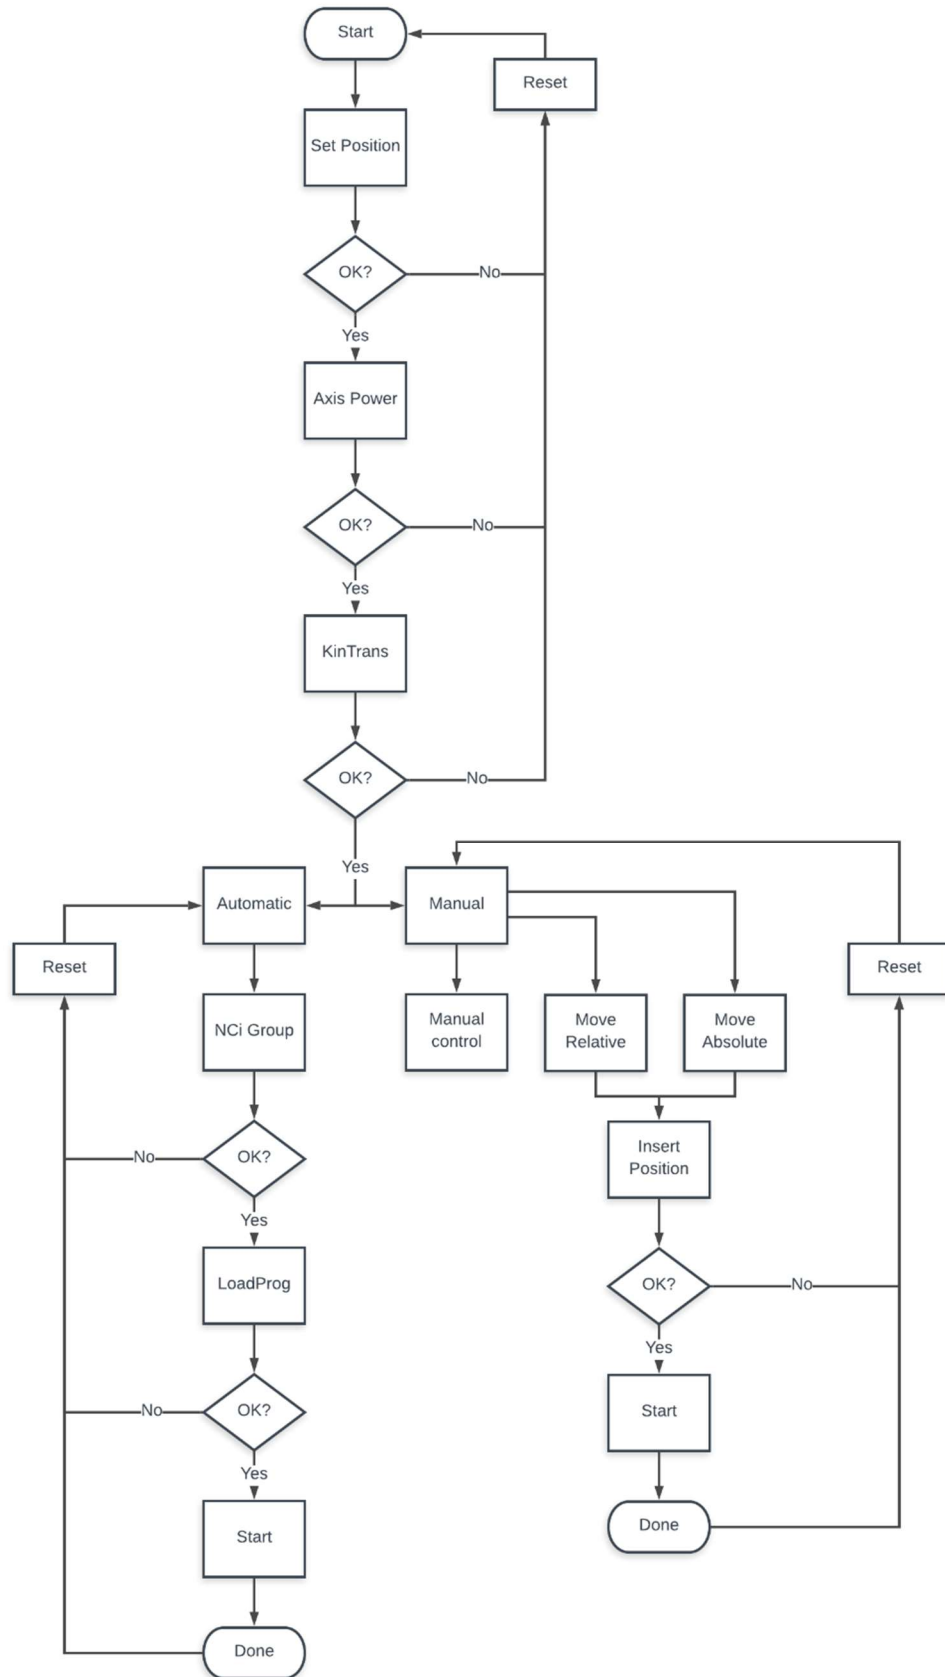 Start
Reset
Set Position
OK?
No
Yes
Axis Power
OK?
No
Yes
KinTrans
OK?
No
Yes
Automatic
Manual
Reset
Reset
NCi Group
Manual
control
Move
Relative
Move
Absolute
Insert
Position
OK?
No
Yes
LoadProg
OK?
No
Yes
Start
OK?
No
Yes
Start
Done
Done